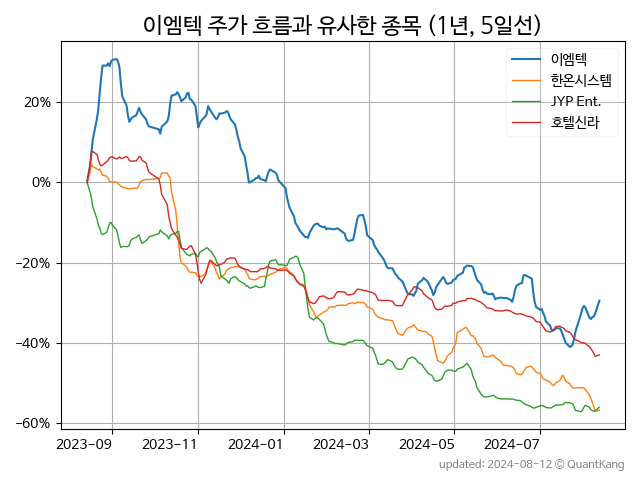 이엠텍 주가 흐름과 유사한 종목 (1년, 5일선)
이엠텍
한온시스템
JYP Ent.
호텔신라
20%
0%
−20%
−40%
−60%
2023-09
2023-11
2024-01
2024-03
2024-05
2024-07
updated: 2024-08-12 © QuantKang